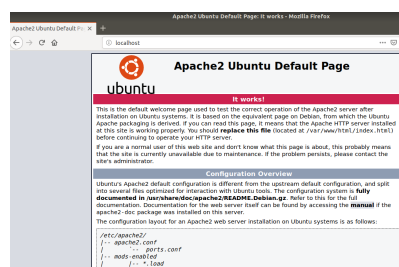 Apache2 Ubuntu Default Page: It works - Mozilla Firefox
Apache2 Ubuntu Default Pa
localhost
ubuntu
Apache2 Ubuntu Default Page
It works!
This is the default welcome page used to test the correct operation of the Apache2 server after
installation on Ubuntu systems. It is based on the equivalent page on Debian, from which the Ubuntu
Apache packaging is derived. If you can read this page, it means that the Apache HTTP server installed
at this site is working properly. You should replace this file (located at /var/www/html/index.html)
before continuing to operate your HTTP server.
If you are a normal user of this web site and don't know what this page is about, this probably means
that the site is currently unavailable due to maintenance. If the problem persists, please contact the
site's administrator.
Configuration Overview
Ubuntu's Apache2 default configuration is different from the upstream default configuration, and split
into several files optimized for interaction with Ubuntu tools. The configuration system is fully
documented in /usr/share/doc/apache2/README.Debian.gz. Refer to this for the full
documentation. Documentation for the web server itself can be found by accessing the manual if the
apache2-doc package was installed on this server.
The configuration layout for an Apache2 web server installation on Ubuntu systems is as follows:
/etc/apache2/
|-- apache2.conf
| `-- ports.conf
|-- mods-enabled
| |-- *.load